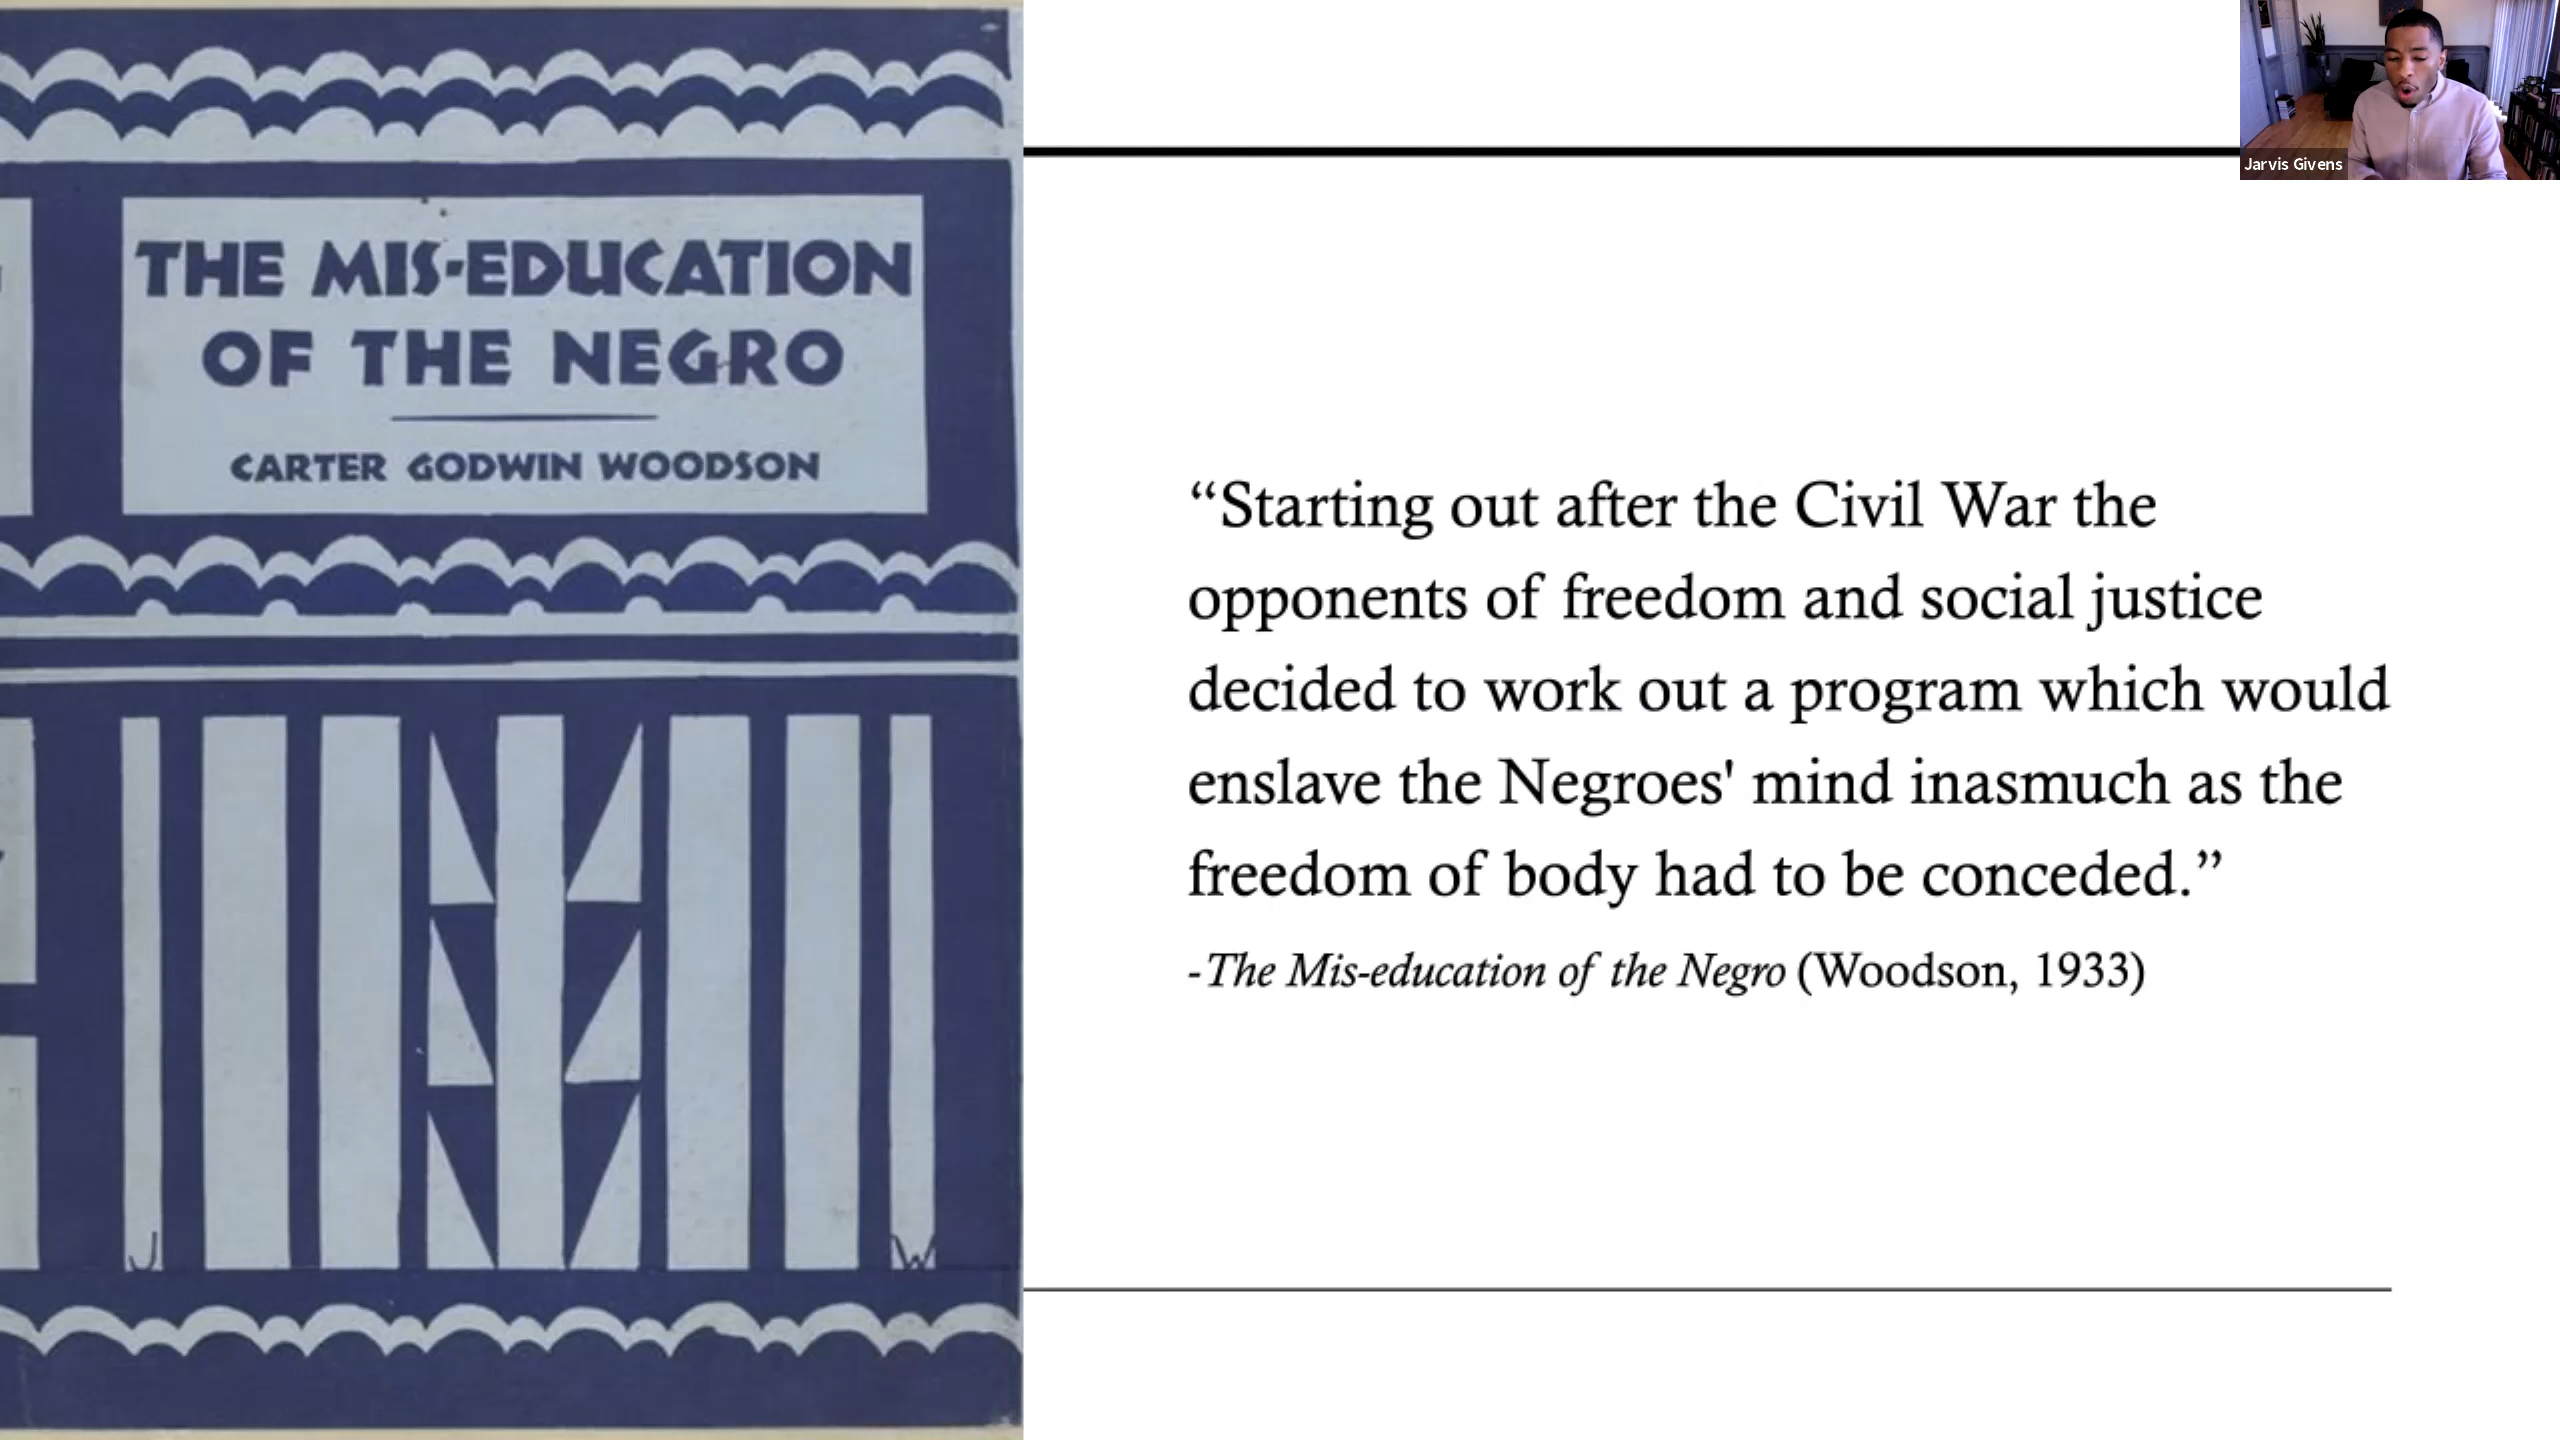 THE MIS-EDUCATION
OF THE NEGRO
CARTER GODWIN WOODSON
J
W
“Starting out after the Civil War the
opponents of freedom and social justice
decided to work out a program which would
enslave the Negroes' mind inasmuch as the
freedom of body had to be conceded.”
-The Mis-education of the Negro (Woodson, 1933)
Jarvis Givens